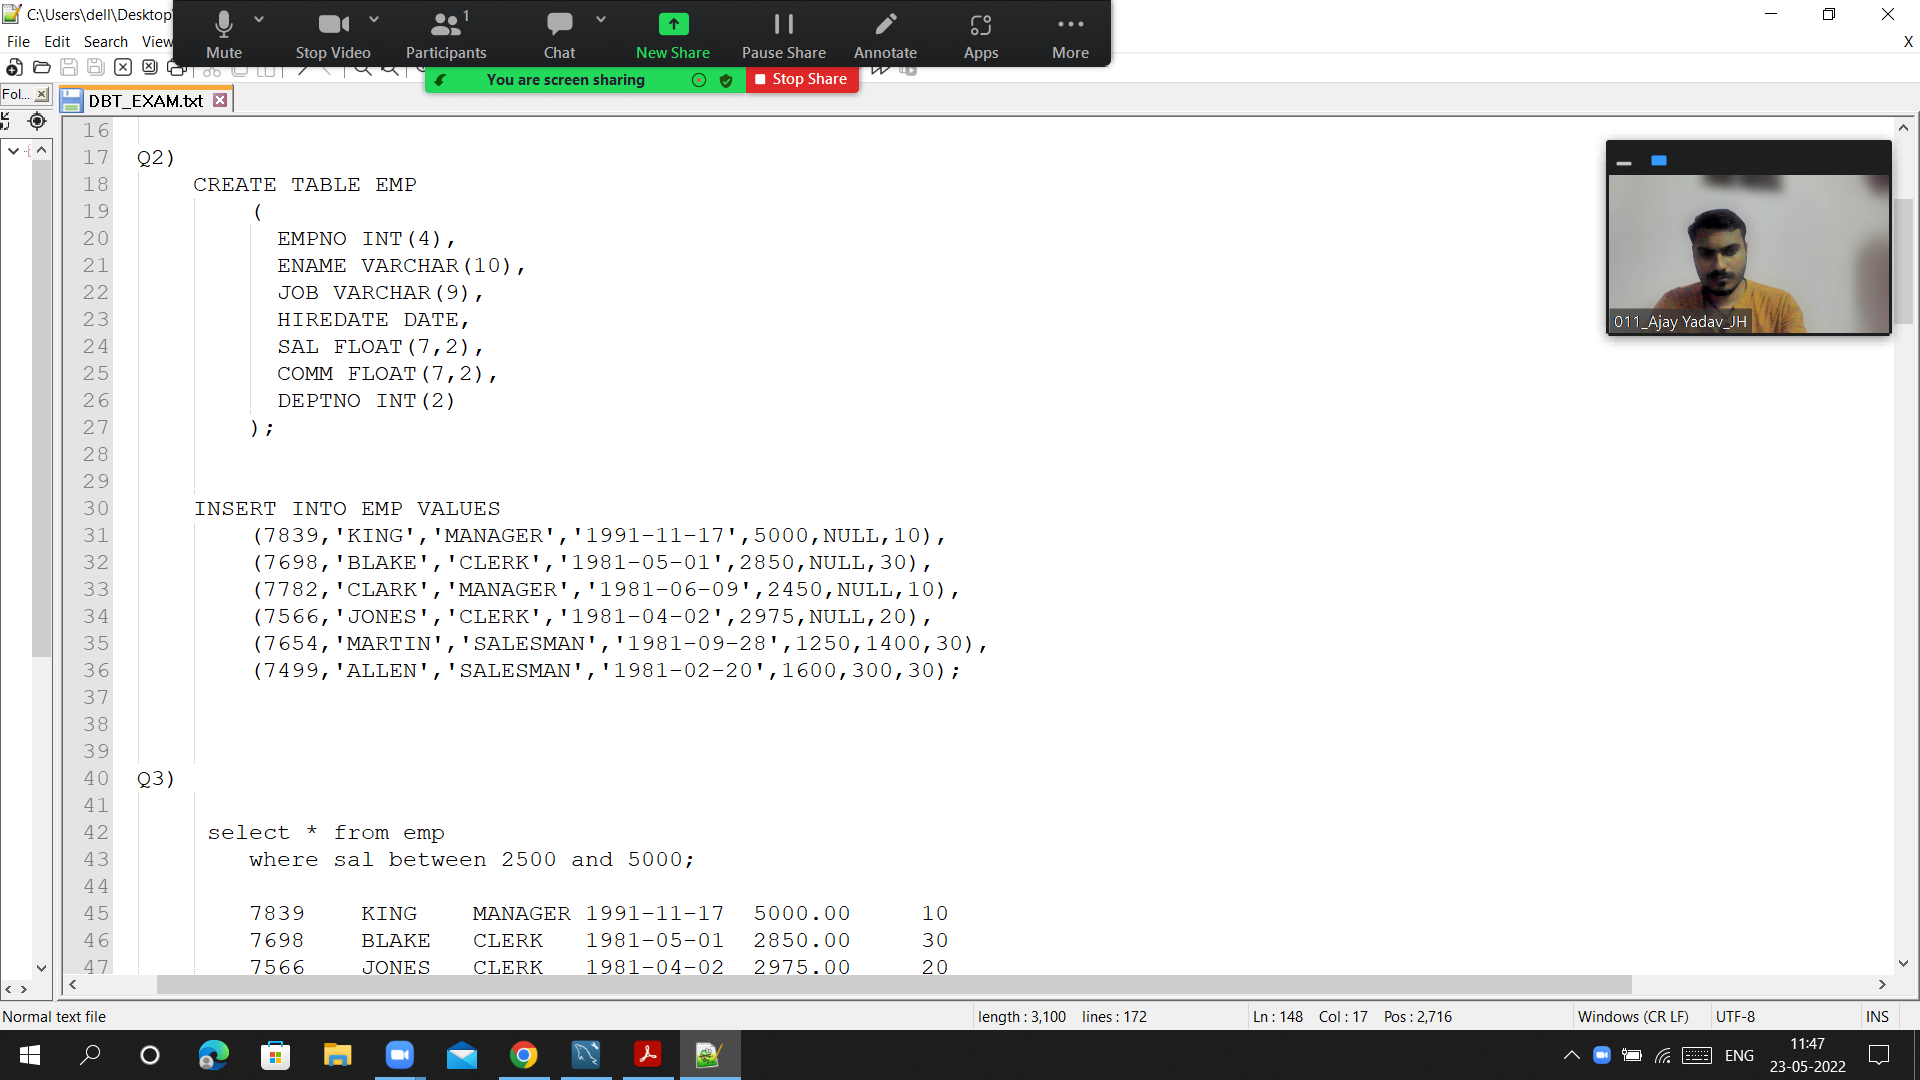 C:\Users\dell\Desktop
Mute
Stop Video
Participants
1
Chat
New Share
Pause Share
Annotate
Apps
More
File Edit Search View
X
You are screen sharing
Stop Share
Fol...
DBT_EXAM.txt
16
17 Q2)
18 CREATE TABLE EMP
19 (
20 EMPNO INT(4),
21 ENAME VARCHAR(10),
22 JOB VARCHAR(9),
23 HIREDATE DATE,
24 SAL FLOAT(7,2),
25 COMM FLOAT(7,2),
26 DEPTNO INT(2)
27 );
28
29
30 INSERT INTO EMP VALUES
31 (7839,'KING','MANAGER','1991-11-17',5000,NULL,10),
32 (7698,'BLAKE','CLERK','1981-05-01',2850,NULL,30),
33 (7782,'CLARK','MANAGER','1981-06-09',2450,NULL,10),
34 (7566,'JONES','CLERK','1981-04-02',2975,NULL,20),
35 (7654,'MARTIN','SALESMAN','1981-09-28',1250,1400,30),
36 (7499,'ALLEN','SALESMAN','1981-02-20',1600,300,30);
37
38
39
40 Q3)
41
42 select * from emp
43 where sal between 2500 and 5000;
44
45 7839 KING MANAGER 1991-11-17 5000.00 10
46 7698 BLAKE CLERK 1981-05-01 2850.00 30
47 7566 JONES CLERK 1981-04-02 2975.00 20
011_Ajay Yadav_JH
Normal text file
length : 3,100 lines : 172
Ln : 148 Col : 17 Pos : 2,716
Windows (CR LF)
UTF-8
INS
ENG
11:47
23-05-2022